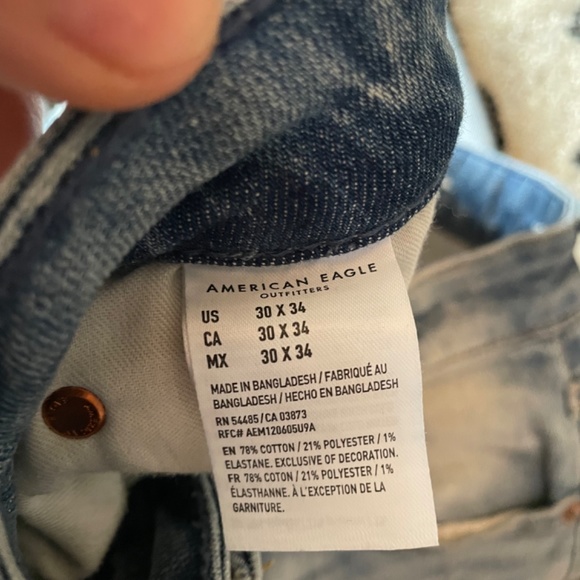 AMERICAN EAGLE
OUTFITTERS
US 30 X 34
CA 30 X 34
MX 30 X 34
MADE IN BANGLADESH / FABRIQUÉ AU
BANGLADESH / HECHO EN BANGLADESH
RN 54485 / CA 03873
RFC# AEM120605U9A
EN 78% COTTON / 21% POLYESTER / 1%
ELASTANE. EXCLUSIVE OF DECORATION.
FR 78% COTON / 21% POLYESTER / 1%
ÉLASTHANNE. À L'EXCEPTION DE LA
GARNITURE.